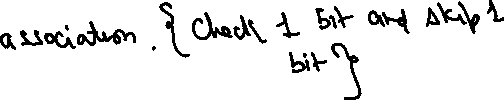 association. { Check 1 bit and skip 1
bit }